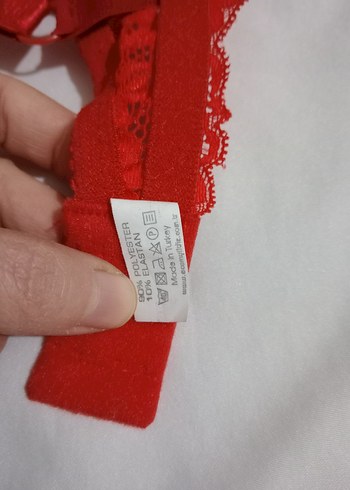 90% POLYESTER
10% ELASTAN
Made in Turkey